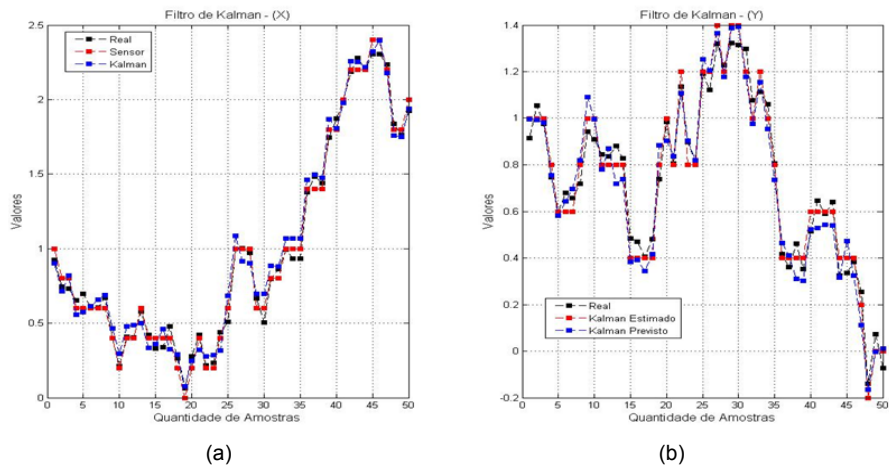 Filtro de Kalman - (X)
2.5
2
1.5
1
0.5
0
Valores
Real
Sensor
Kalman
0 5 10 15 20 25 30 35 40 45 50
Quantidade de Amostras
(a)
Filtro de Kalman - (Y)
1.4
1.2
1
0.8
0.6
0.4
0.2
0
-0.2
Valores
Real
Kalman Estimado
Kalman Previsto
0 5 10 15 20 25 30 35 40 45 50
Quantidade de Amostras
(b)